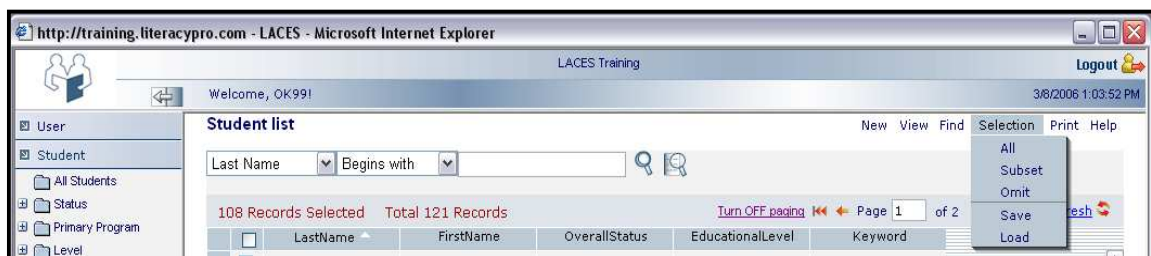 http://training.literacypro.com - LACES - Microsoft Internet Explorer
LACES Training
Logout
Welcome, OK99!
3/8/2006 1:03:52 PM
User
Student list
New View Find Selection Print Help
Student
All
Last Name Begins with
Subset
All Students
Omit
Status
108 Records Selected Total 121 Records
Turn OFF paging Page 1 of 2
Save
Primary Program
LastName FirstName OverallStatus EducationalLevel Keyword
Load
Level